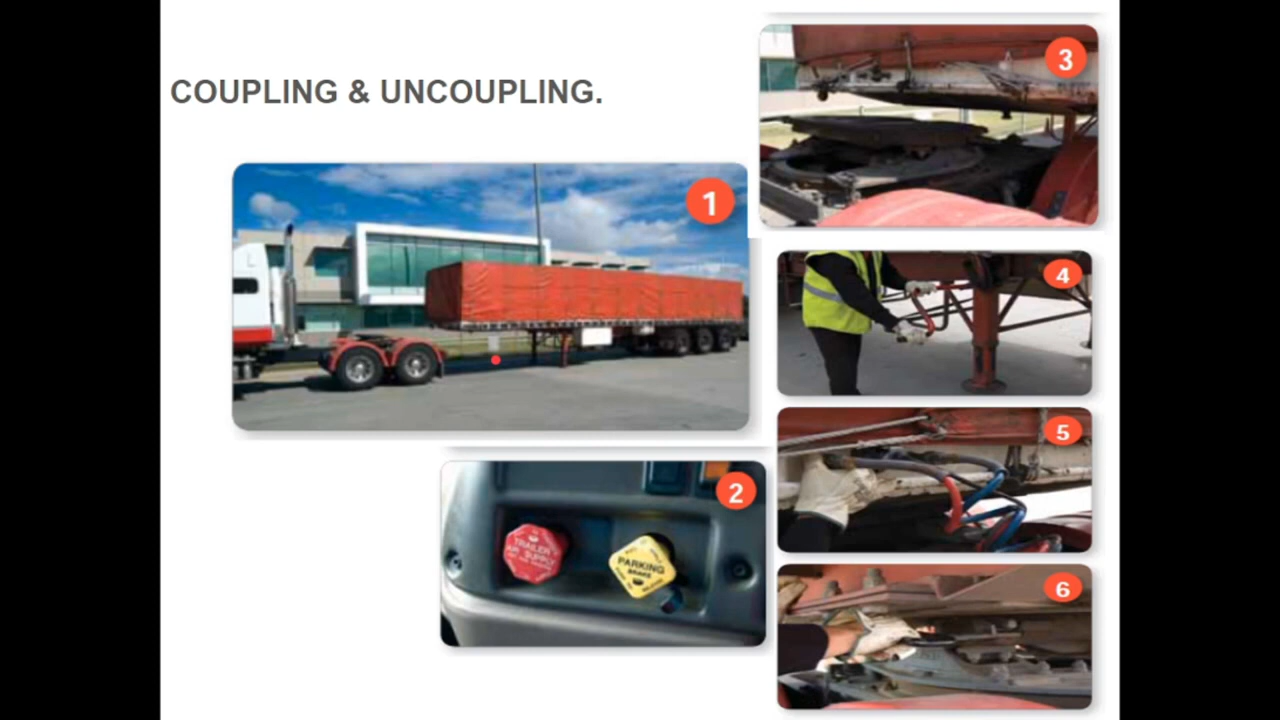 COUPLING & UNCOUPLING.
1
2
TRAILER
AIR SUPPLY
PARKING
BRAKE
3
4
5
6